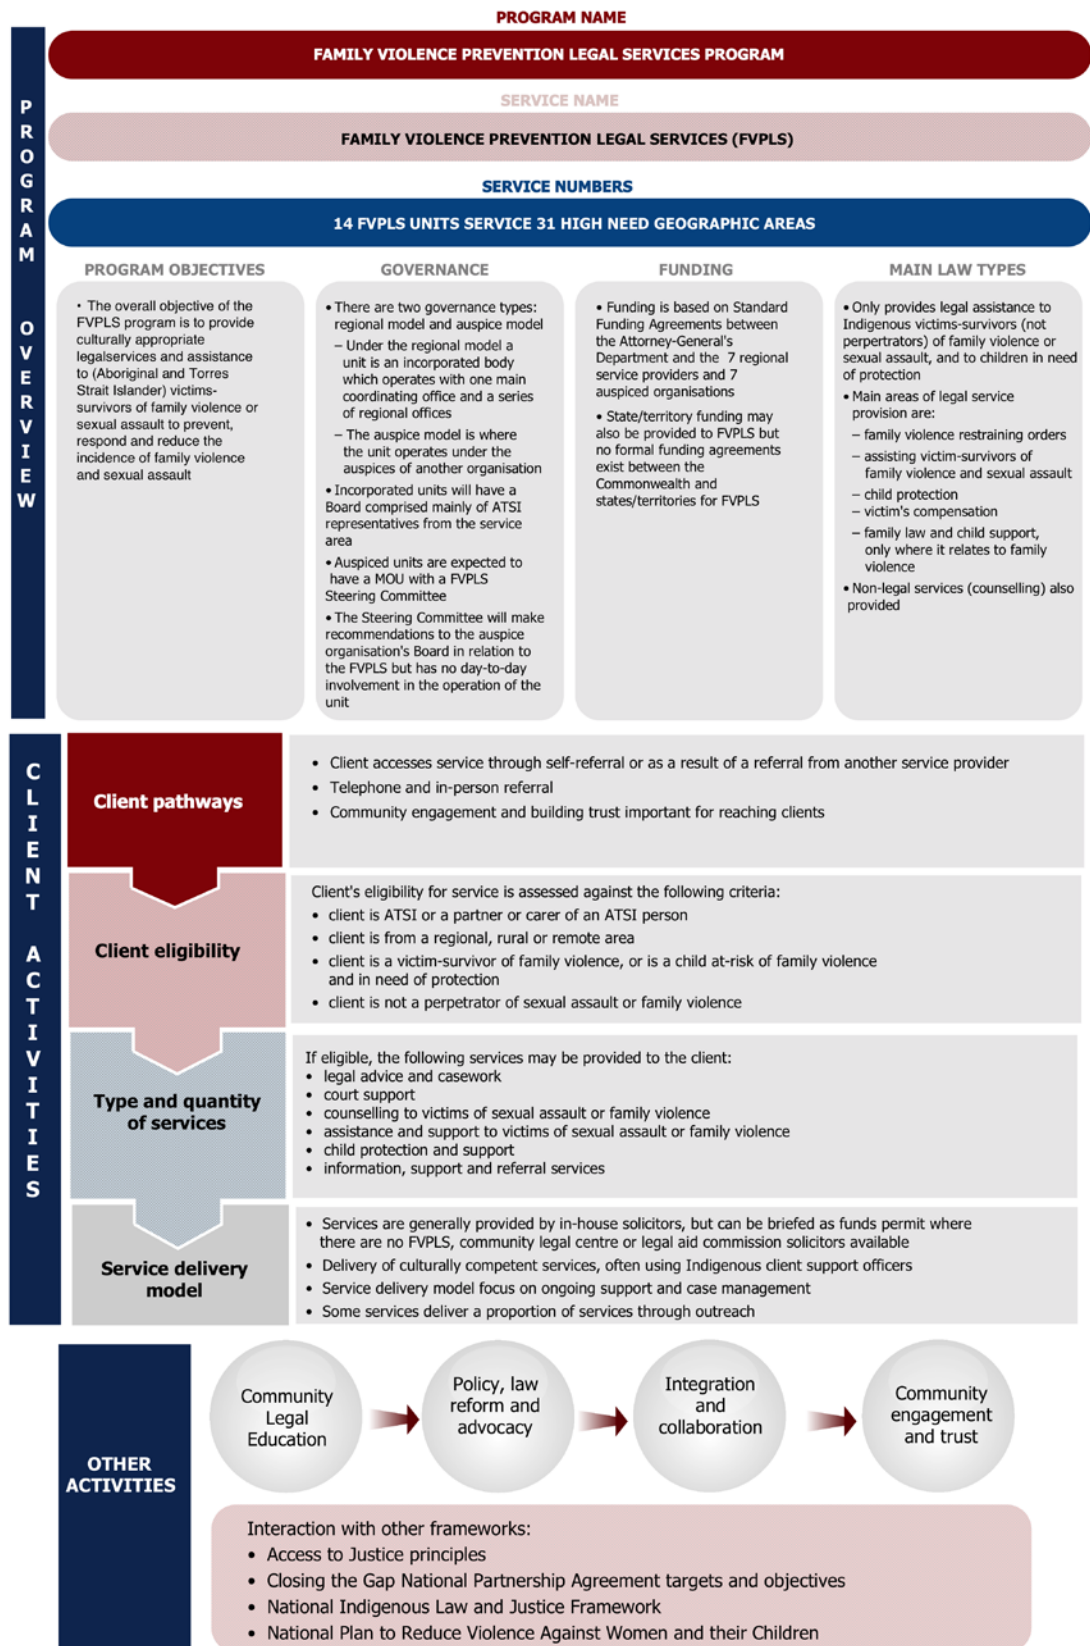 PROGRAM NAME
FAMILY VIOLENCE PREVENTION LEGAL SERVICES PROGRAM
SERVICE NAME
FAMILY VIOLENCE PREVENTION LEGAL SERVICES (FVPLS)
SERVICE NUMBERS
14 FVPLS UNITS SERVICE 31 HIGH NEED GEOGRAPHIC AREAS
PROGRAM OVERVIEW
PROGRAM OBJECTIVES
• The overall objective of the
FVPLS program is to provide
culturally appropriate
legalservices and assistance
to (Aboriginal and Torres
Strait Islander) victims-
survivors of family violence or
sexual assault to prevent,
respond and reduce the
incidence of family violence
and sexual assault
GOVERNANCE
• There are two governance types:
regional model and auspice model
– Under the regional model a
unit is an incorporated body
which operates with one main
coordinating office and a series
of regional offices
– The auspice model is where
the unit operates under the
auspices of another organisation
• Incorporated units will have a
Board comprised mainly of ATSI
representatives from the service
area
• Auspiced units are expected to
have a MOU with a FVPLS
Steering Committee
• The Steering Committee will make
recommendations to the auspice
organisation's Board in relation to
the FVPLS but has no day-to-day
involvement in the operation of the
unit
FUNDING
• Funding is based on Standard
Funding Agreements between
the Attorney-General's
Department and the 7 regional
service providers and 7
auspiced organisations
• State/territory funding may
also be provided to FVPLS but
no formal funding agreements
exist between the
Commonwealth and
states/territories for FVPLS
MAIN LAW TYPES
• Only provides legal assistance to
Indigenous victims-survivors (not
perpertrators) of family violence or
sexual assault, and to children in need
of protection
• Main areas of legal service
provision are:
– family violence restraining orders
– assisting victim-survivors of
family violence and sexual assault
– child protection
– victim's compensation
– family law and child support,
only where it relates to family
violence
• Non-legal services (counselling) also
provided
CLIENT ACTIVITIES
Client pathways
• Client accesses service through self-referral or as a result of a referral from another service provider
• Telephone and in-person referral
• Community engagement and building trust important for reaching clients
Client eligibility
Client's eligibility for service is assessed against the following criteria:
• client is ATSI or a partner or carer of an ATSI person
• client is from a regional, rural or remote area
• client is a victim-survivor of family violence, or is a child at-risk of family violence
and in need of protection
• client is not a perpetrator of sexual assault or family violence
Type and quantity
of services
If eligible, the following services may be provided to the client:
• legal advice and casework
• court support
• counselling to victims of sexual assault or family violence
• assistance and support to victims of sexual assault or family violence
• child protection and support
• information, support and referral services
Service delivery
model
• Services are generally provided by in-house solicitors, but can be briefed as funds permit where
there are no FVPLS, community legal centre or legal aid commission solicitors available
• Delivery of culturally competent services, often using Indigenous client support officers
• Service delivery model focus on ongoing support and case management
• Some services deliver a proportion of services through outreach
OTHER
ACTIVITIES
Community
Legal
Education
Policy, law
reform and
advocacy
Integration
and
collaboration
Community
engagement
and trust
Interaction with other frameworks:
• Access to Justice principles
• Closing the Gap National Partnership Agreement targets and objectives
• National Indigenous Law and Justice Framework
• National Plan to Reduce Violence Against Women and their Children